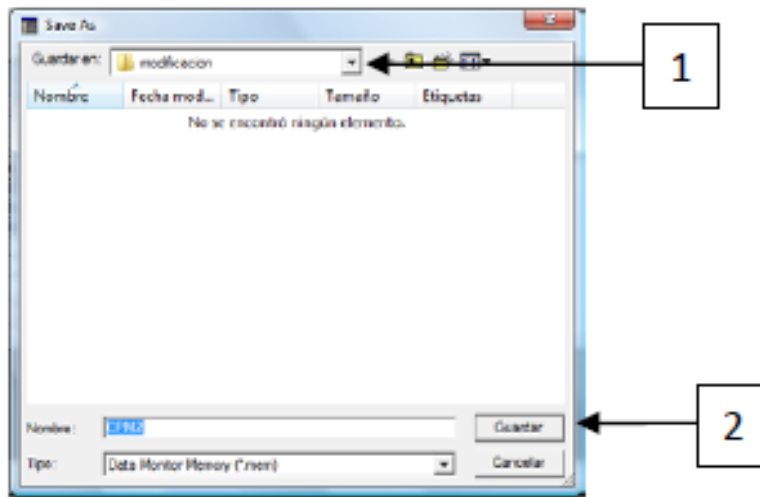 Save As
Guardar en: modificacion
1
Nombre Fecha mod... Tipo Tamaño Etiquetas
No se encontró ningún elemento.
Nombre: Guardar
2
Tipo: Data Monitor Memory (*.mem) Cancelar